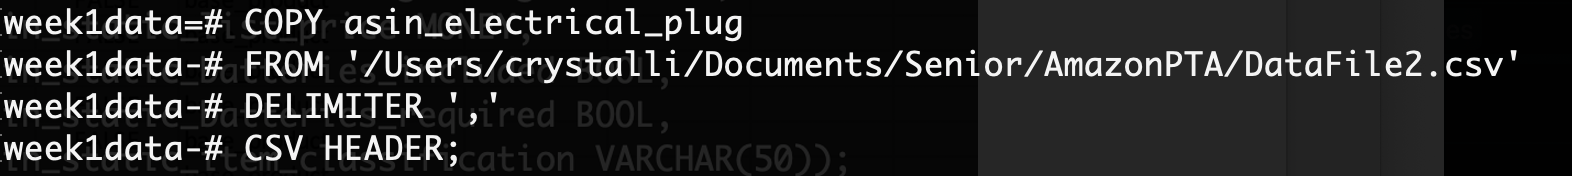 week1data=# COPY asin_electrical_plug
week1data-# FROM '/Users/crystalli/Documents/Senior/AmazonPTA/DataFile2.csv'
week1data-# DELIMITER ','
week1data-# CSV HEADER;